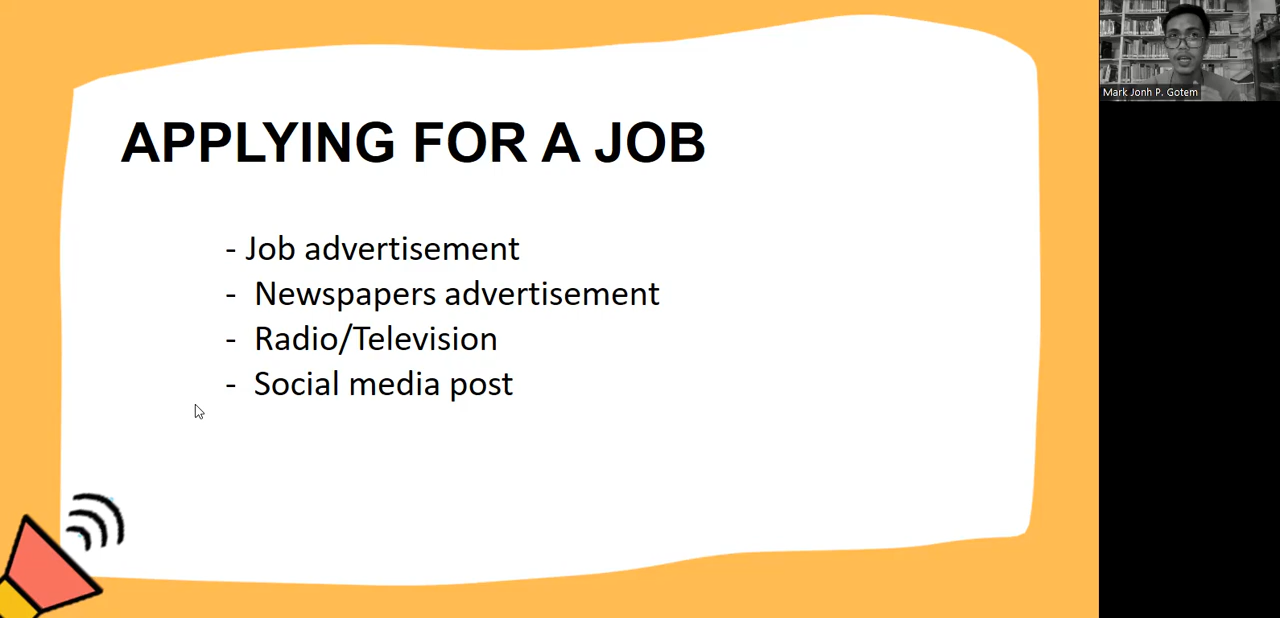 APPLYING FOR A JOB
- Job advertisement
- Newspapers advertisement
- Radio/Television
- Social media post
Mark Jonh P. Gotem